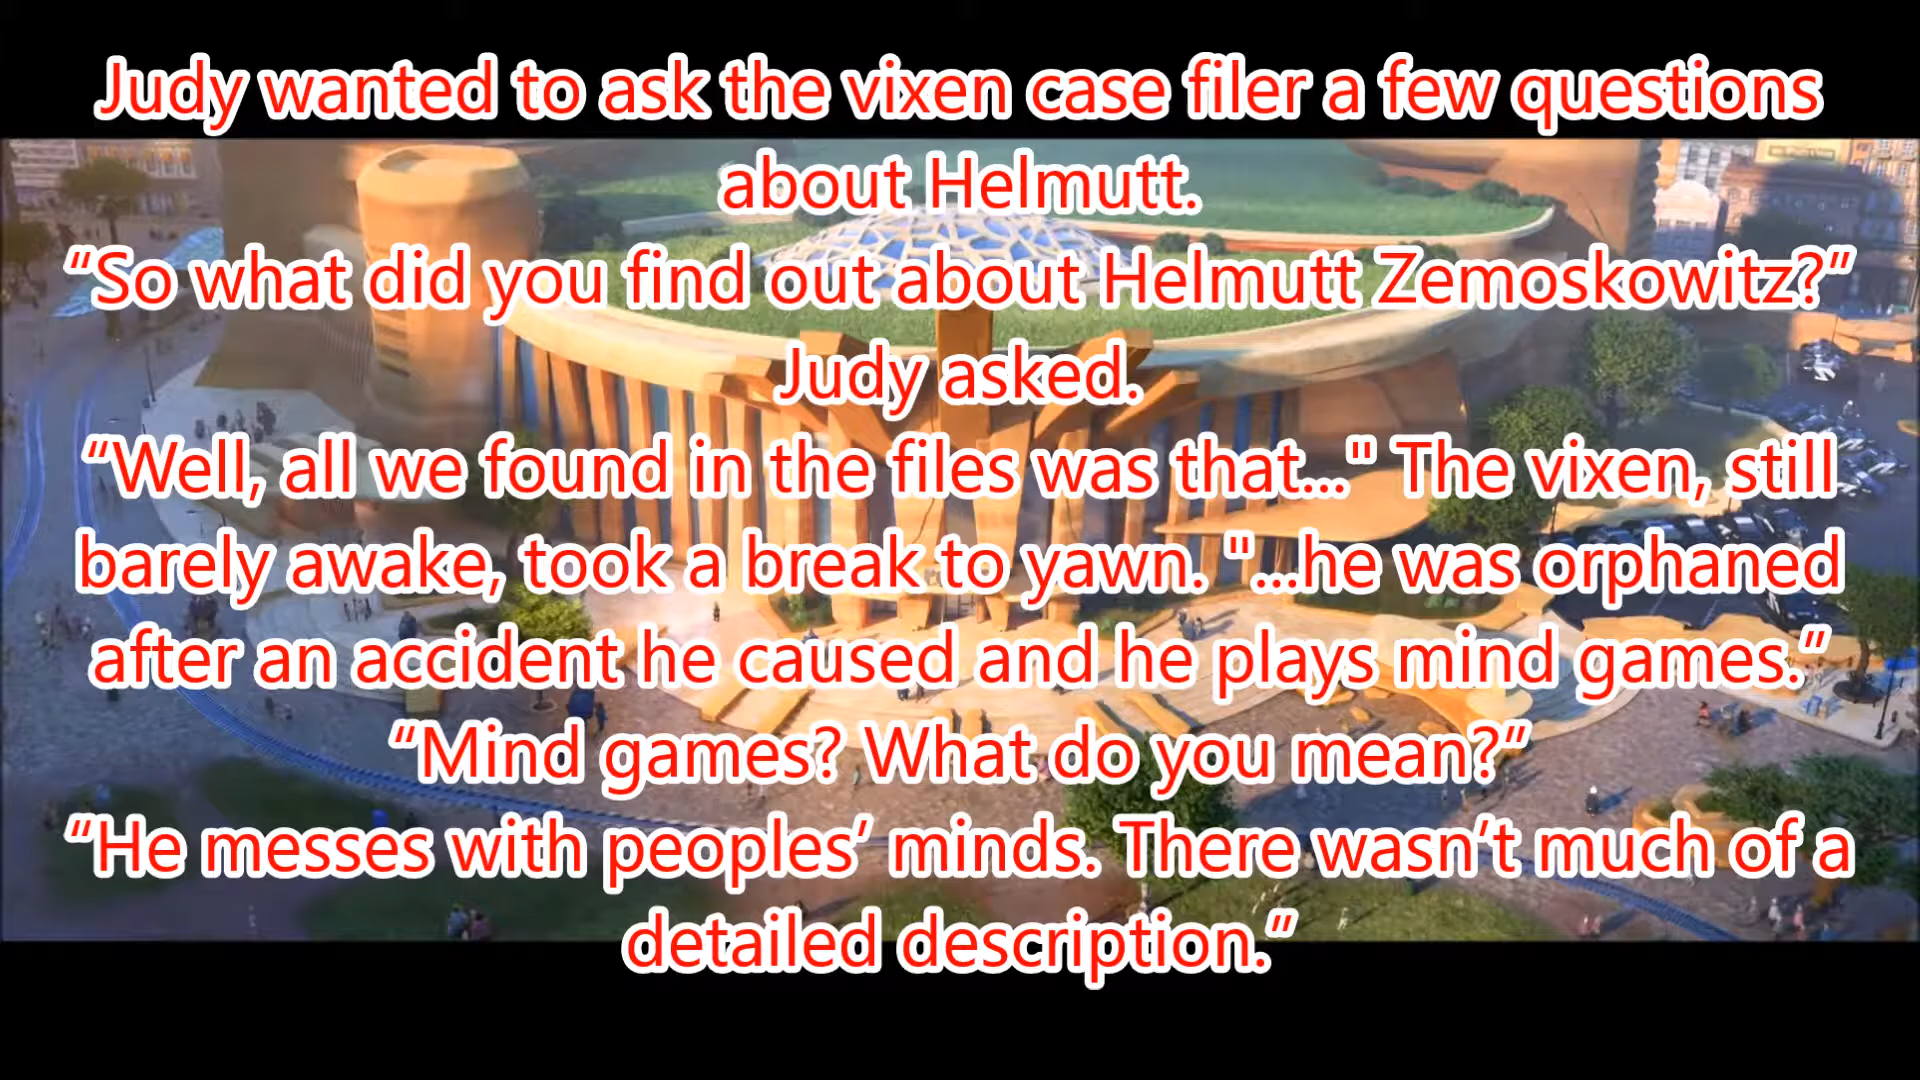 Judy wanted to ask the vixen case filer a few questions
about Helmutt.
“So what did you find out about Helmutt Zemoskowitz?”
Judy asked.
“Well, all we found in the files was that..." The vixen, still
barely awake, took a break to yawn. "...he was orphaned
after an accident he caused and he plays mind games.”
“Mind games? What do you mean?”
“He messes with peoples’ minds. There wasn’t much of a
detailed description.”